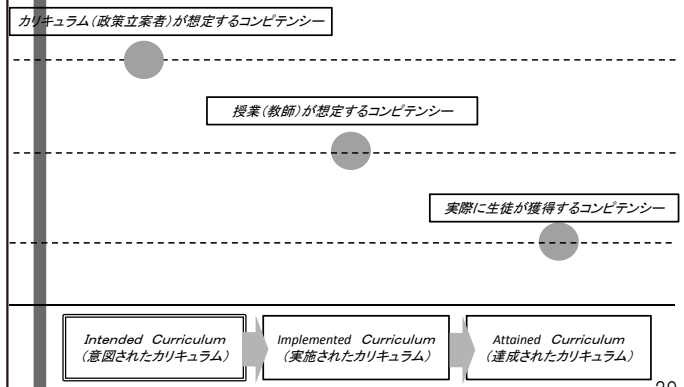 カリキュラム（政策立案者）が想定するコンピテンシー
授業（教師）が想定するコンピテンシー
実際に生徒が獲得するコンピテンシー
Intended Curriculum
（意図されたカリキュラム）
Implemented Curriculum
（実施されたカリキュラム）
Attained Curriculum
（達成されたカリキュラム）